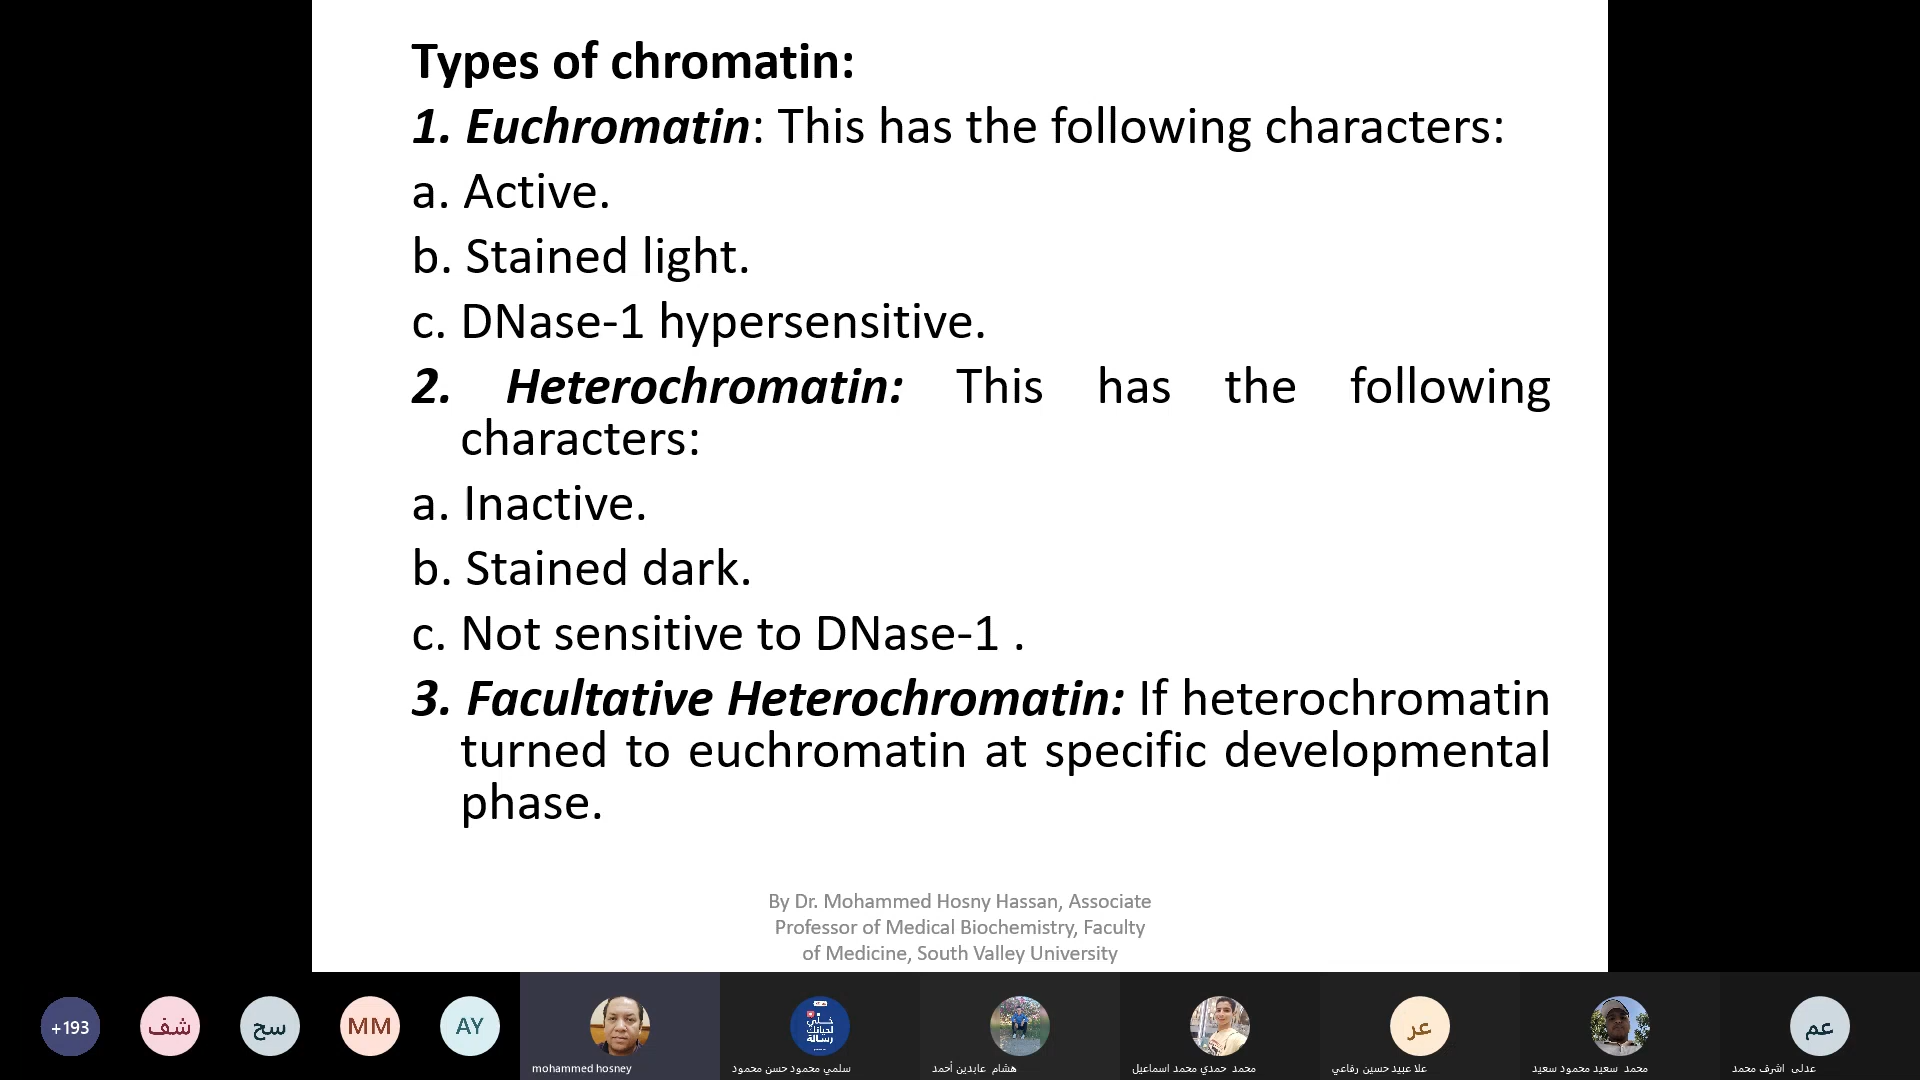 Types of chromatin:
1. Euchromatin: This has the following characters:
a. Active.
b. Stained light.
c. DNase-1 hypersensitive.
2. Heterochromatin: This has the following
characters:
a. Inactive.
b. Stained dark.
c. Not sensitive to DNase-1 .
3. Facultative Heterochromatin: If heterochromatin
turned to euchromatin at specific developmental
phase.
By Dr. Mohammed Hosny Hassan, Associate
Professor of Medical Biochemistry, Faculty
of Medicine, South Valley University
+193
شف
سح
MM
AY
خلي
لحياتك
رسالة
عر
عم
mohammed hosney
سلمي محمود حسن محمود
هشام عابدين أحمد
محمد حمدي محمد اسماعيل
علا عبيد حسين رفاعي
محمد سعيد محمود سعيد
عدلى اشرف محمد